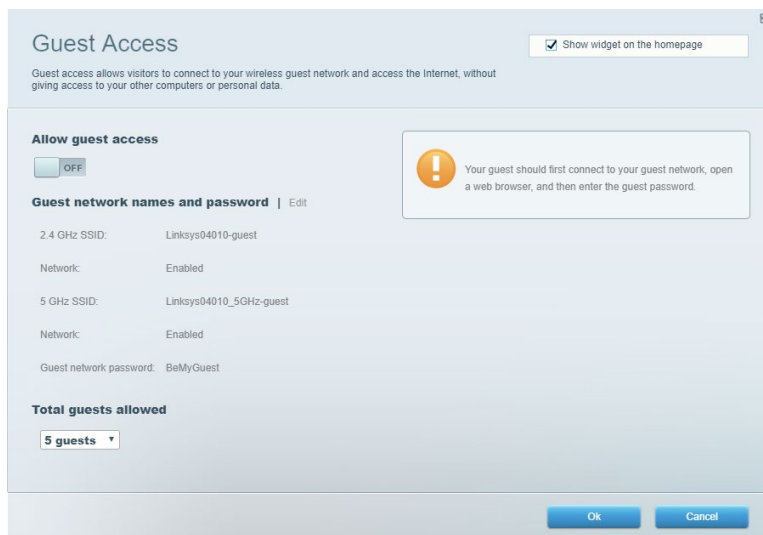 Guest Access
Show widget on the homepage
Guest access allows visitors to connect to your wireless guest network and access the Internet, without
giving access to your other computers or personal data.
Allow guest access
OFF
Your guest should first connect to your guest network, open
a web browser, and then enter the guest password.
Guest network names and password | Edit
2.4 GHz SSID: Linksys04010-guest
Network: Enabled
5 GHz SSID: Linksys04010_5GHz-guest
Network: Enabled
Guest network password: BeMyGuest
Total guests allowed
5 guests
Ok
Cancel